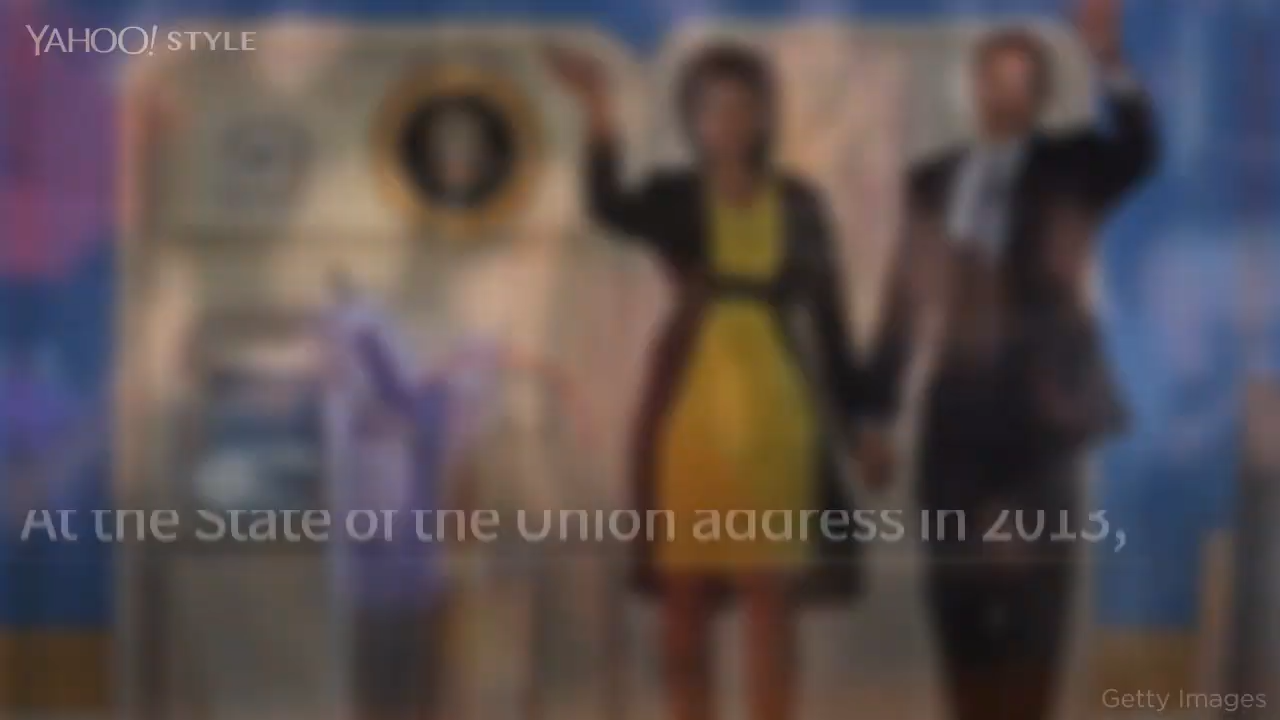 YAHOO! STYLE
At the State of the Union address in 2013,
Getty Images